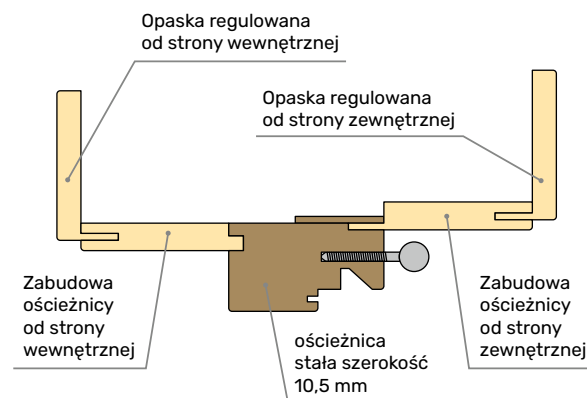 Opaska regulowana
od strony wewnętrznej
Opaska regulowana
od strony zewnętrznej
Zabudowa
ościeżnicy
od strony
wewnętrznej
ościeżnica
stała szerokość
10,5 mm
Zabudowa
ościeżnicy
od strony
zewnętrznej